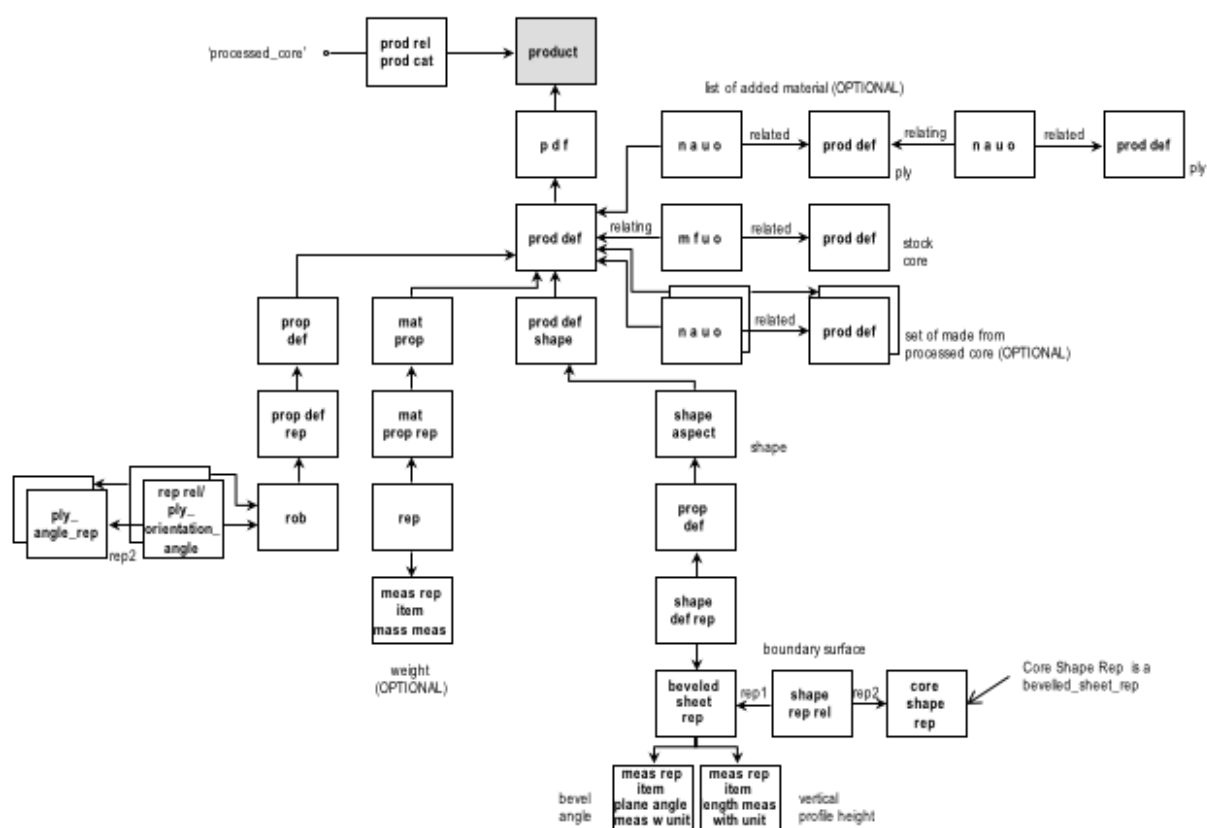 'processed_core'
prod rel
prod cat
product
list of added material (OPTIONAL)
p d f
n a u o
related
prod def
relating
n a u o
related
prod def
ply
ply
prod def
relating
m f u o
related
prod def
stock
core
prop
def
mat
prop
prod def
shape
n a u o
related
prod def
set of made from
processed core (OPTIONAL)
prop def
rep
mat
prop rep
shape
aspect
shape
ply_
angle_rep
rep2
rep rel/
ply_
orientation_
angle
rob
rep
prop
def
meas rep
item
mass meas
shape
def rep
weight
(OPTIONAL)
boundary surface
beveled
sheet
rep
rep1
shape
rep rel
rep2
core
shape
rep
Core Shape Rep is a
bevelled_sheet_rep
bevel
angle
meas rep
item
plane angle
meas w unit
meas rep
item
ength meas
with unit
vertical
profile height